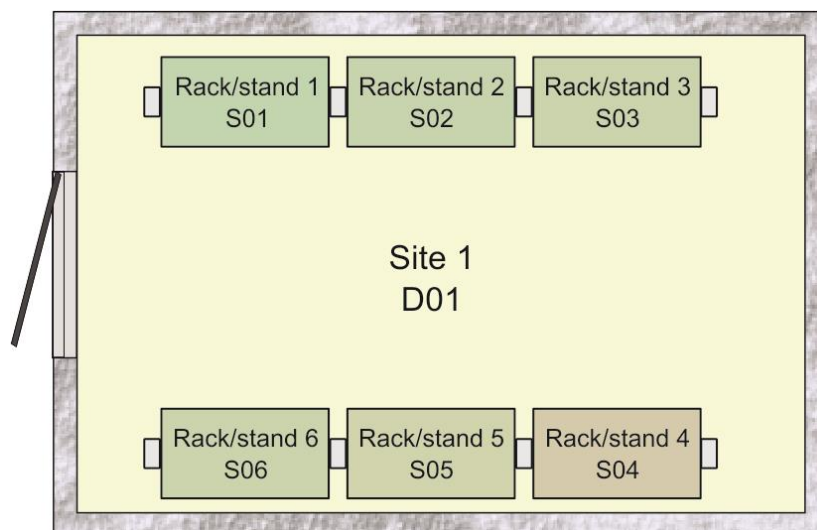 Rack/stand 1
S01
Rack/stand 2
S02
Rack/stand 3
S03
Site 1
D01
Rack/stand 6
S06
Rack/stand 5
S05
Rack/stand 4
S04